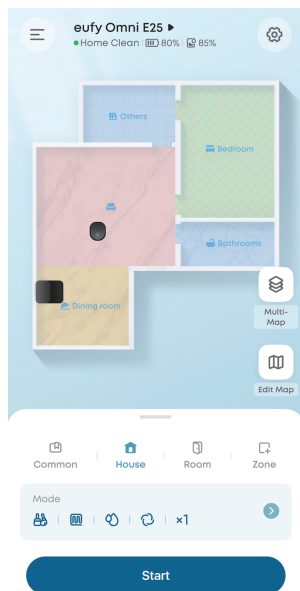 eufy Omni E25
Home Clean 80% 85%
Others
Bedroom
Bathrooms
Dining room
Multi-
Map
Edit Map
Common
House
Room
Zone
Mode
×1
Start